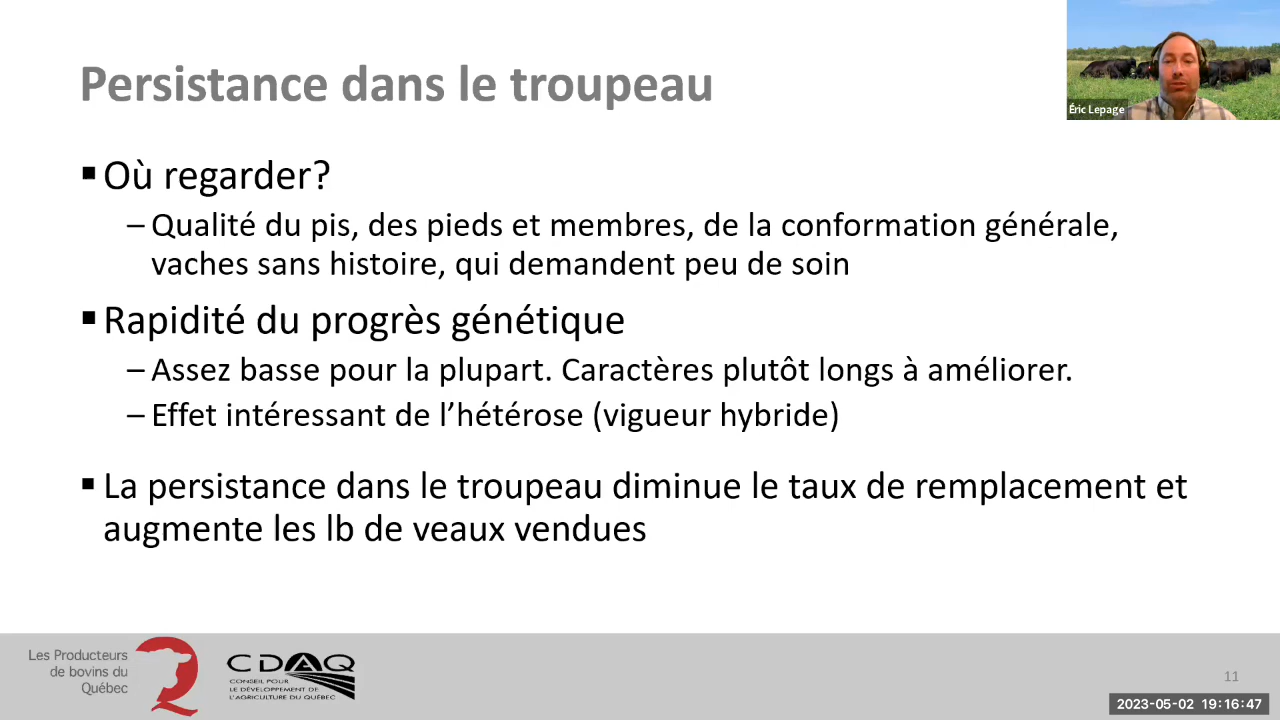 Persistance dans le troupeau
Éric Lepage
▪ Où regarder?
– Qualité du pis, des pieds et membres, de la conformation générale,
vaches sans histoire, qui demandent peu de soin
▪ Rapidité du progrès génétique
– Assez basse pour la plupart. Caractères plutôt longs à améliorer.
– Effet intéressant de l’hétérose (vigueur hybride)
▪ La persistance dans le troupeau diminue le taux de remplacement et
augmente les lb de veaux vendues
Les Producteurs
de bovins du
Québec
CDAQ
CONSEIL POUR
LE DÉVELOPPEMENT DE
L'AGRICULTURE DU QUÉBEC
11
2023-05-02 19:16:47